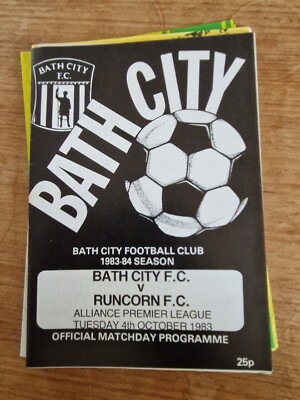 BATH CITY
F.C.
BATH CITY
BATH CITY FOOTBALL CLUB
1983-84 SEASON
BATH CITY F.C.
v
RUNCORN F.C.
ALLIANCE PREMIER LEAGUE
TUESDAY 4th OCTOBER 1983
OFFICIAL MATCHDAY PROGRAMME
25p